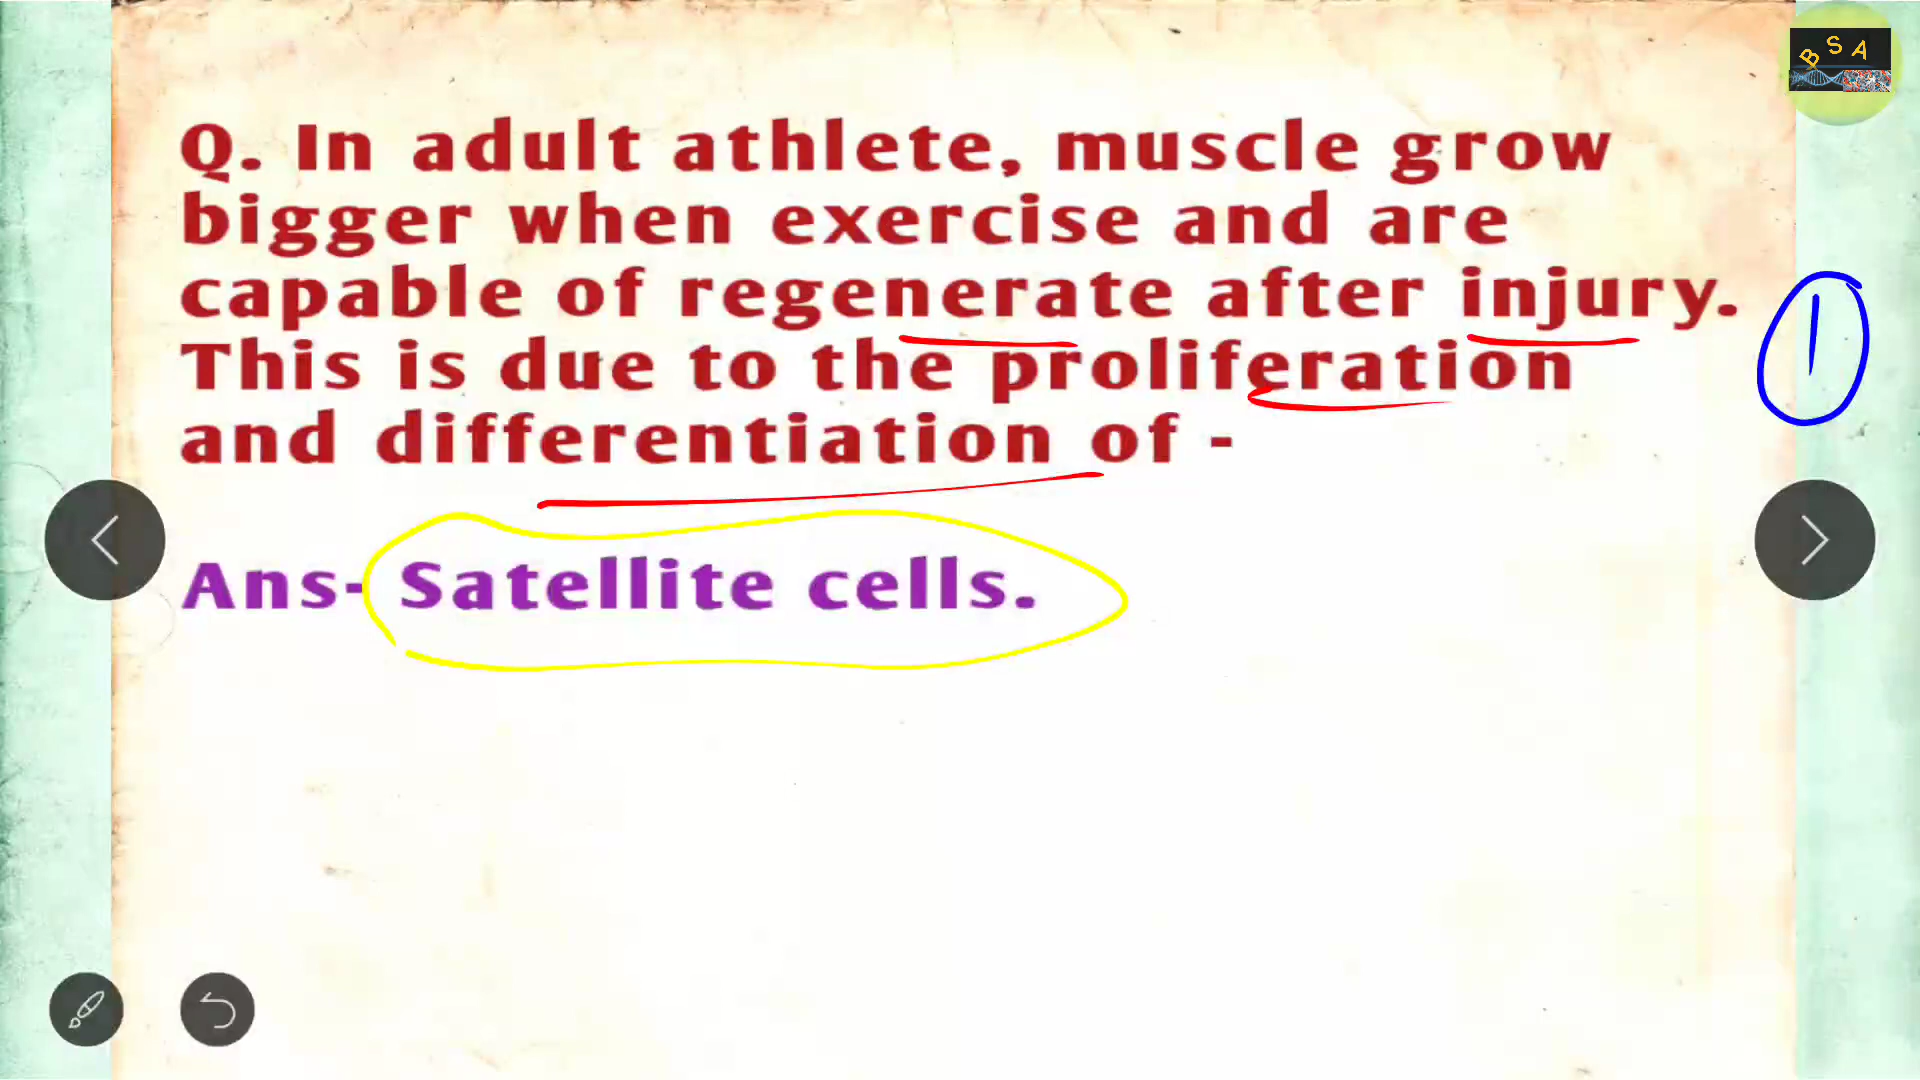 B S A
Q. In adult athlete, muscle grow
bigger when exercise and are
capable of regenerate after injury.
This is due to the proliferation
and differentiation of -
1
Ans- Satellite cells.